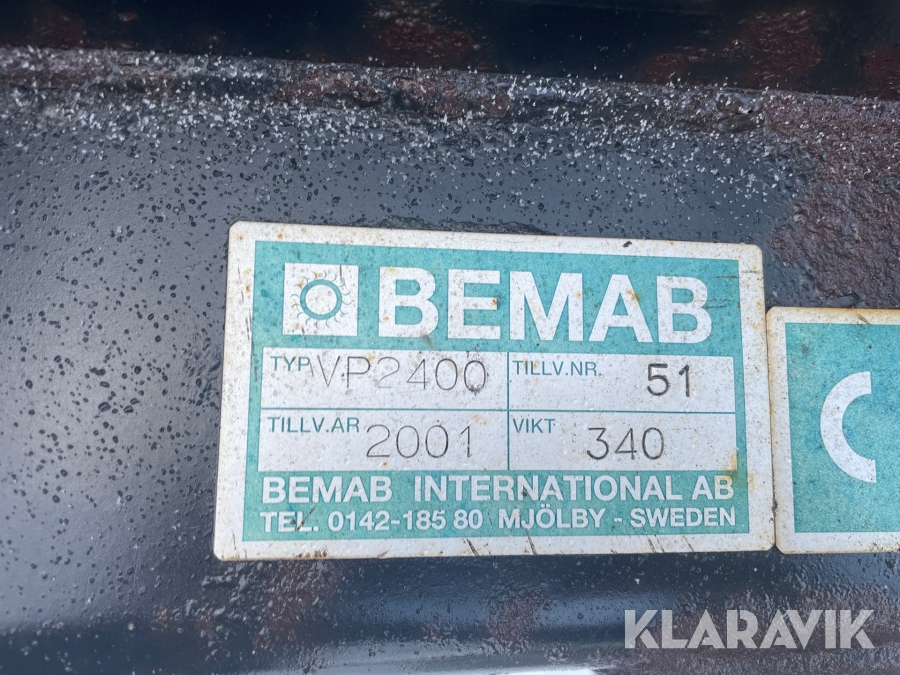 BEMAB
TYP VP2400 TILLV.NR. 51
TILLV.AR 2001 VIKT 340
BEMAB INTERNATIONAL AB
TEL. 0142-185 80 MJÖLBY - SWEDEN
C
KLARAVIK